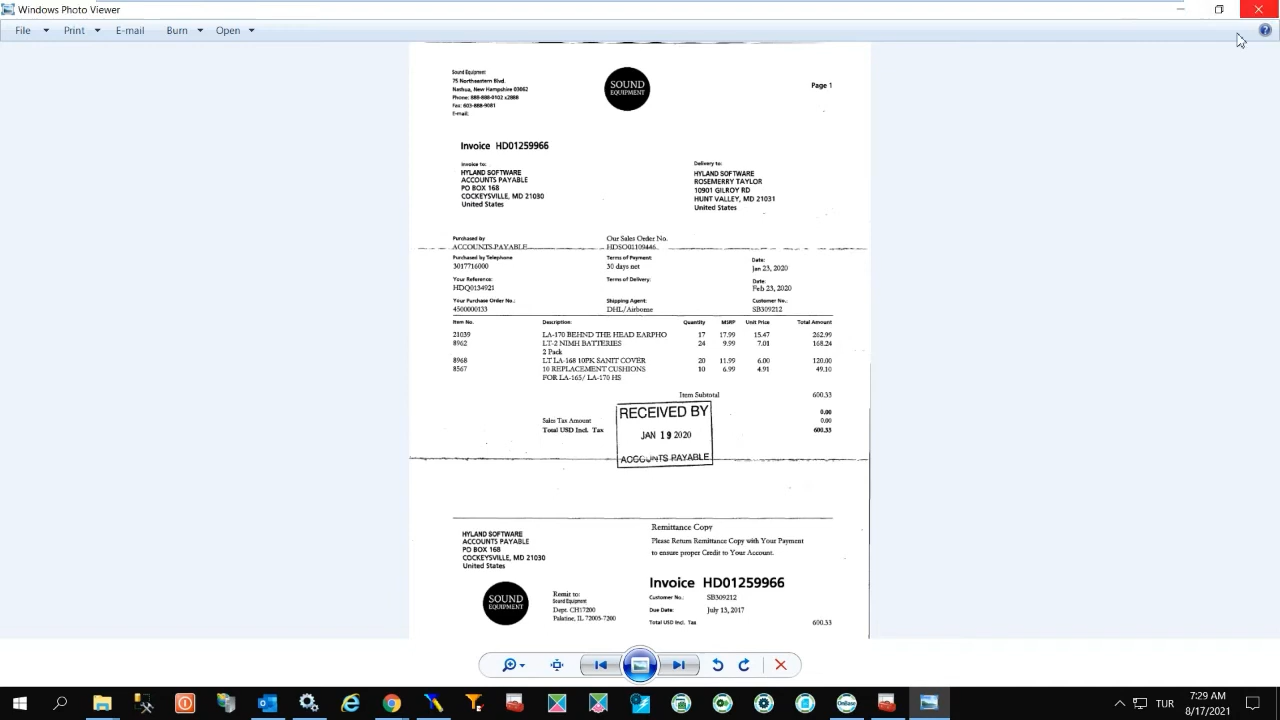 Windows Photo Viewer
File Print E-mail Burn Open
Sound Equipment
75 Northeastern Blvd.
Nashua, New Hampshire 03062
Phone: 888-888-0102 x2888
Fax: 603-888-9081
E-mail:
SOUND
EQUIPMENT
Page 1
Invoice HD01259966
Invoice to:
HYLAND SOFTWARE
ACCOUNTS PAYABLE
PO BOX 168
COCKEYSVILLE, MD 21030
United States
Delivery to:
HYLAND SOFTWARE
ROSEMERRY TAYLOR
10901 GILROY RD
HUNT VALLEY, MD 21031
United States
Purchased by
ACCOUNTS PAYABLE
Our Sales Order No.
HDSO01109446
Purchased by Telephone
3017716000
Terms of Payment:
30 days net
Date:
Jan 23, 2020
Your Reference:
HDQ0134921
Terms of Delivery:
Date:
Feb 23, 2020
Your Purchase Order No.:
4500000133
Shipping Agent:
DHL/Airborne
Customer No.:
SB309212
Item No. Description: Quantity MSRP Unit Price Total Amount
21039 LA-170 BEHND THE HEAD EARPHO 17 17.99 15.47 262.99
8962 LT-2 NIMH BATTERIES 24 9.99 7.01 168.24
2 Pack
8968 LT LA-168 10PK SANIT COVER 20 11.99 6.00 120.00
8567 10 REPLACEMENT CUSHIONS 10 6.99 4.91 49.10
FOR LA-165/ LA-170 HS
Item Subtotal 600.33
0.00
Sales Tax Amount 0.00
Total USD Incl. Tax 600.33
RECEIVED BY
JAN 19 2020
ACCOUNTS PAYABLE
HYLAND SOFTWARE
ACCOUNTS PAYABLE
PO BOX 168
COCKEYSVILLE, MD 21030
United States
Remittance Copy
Please Return Remittance Copy with Your Payment
to ensure proper Credit to Your Account.
SOUND
EQUIPMENT
Remit to:
Sound Equipment
Dept. CH17200
Palatine, IL 72005-7200
Invoice HD01259966
Customer No.: SB309212
Due Date: July 13, 2017
Total USD Incl. Tax 600.33
OnBase
TUR
7:29 AM
8/17/2021